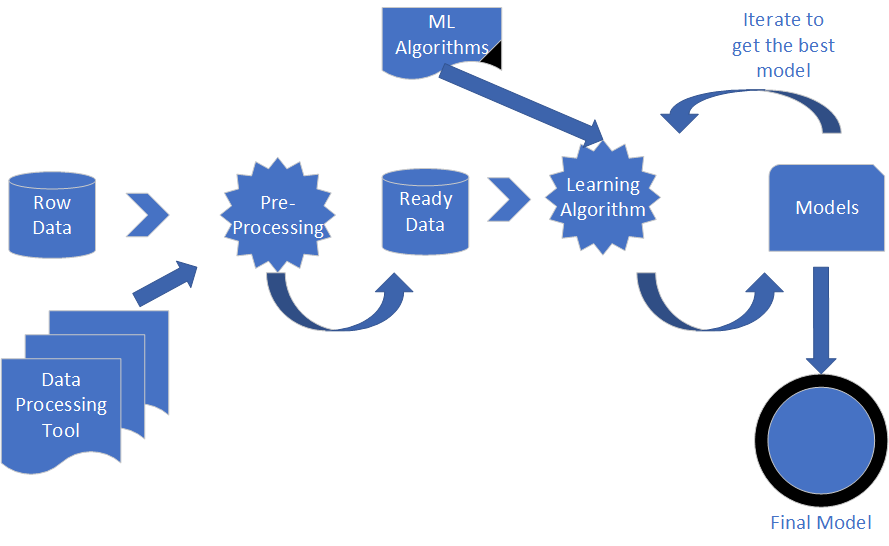 ML
Algorithms
Iterate to
get the best
model
Row
Data
Pre-
Processing
Ready
Data
Learning
Algorithm
Models
Data
Processing
Tool
Final Model